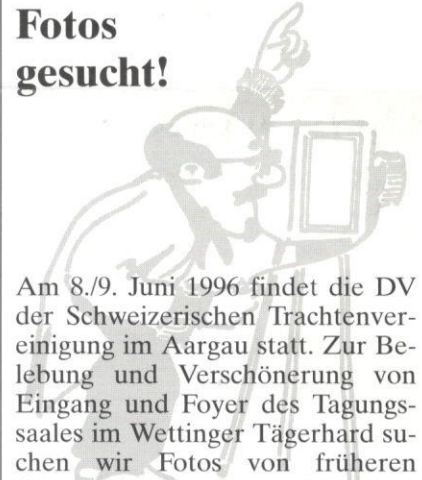 Fotos
gesucht!
Am 8./9. Juni 1996 findet die DV
der Schweizerischen Trachtenver-
einigung im Aargau statt. Zur Be-
lebung und Verschönerung von
Eingang und Foyer des Tagungs-
saales im Wettinger Tägerhard su-
chen wir Fotos von früheren